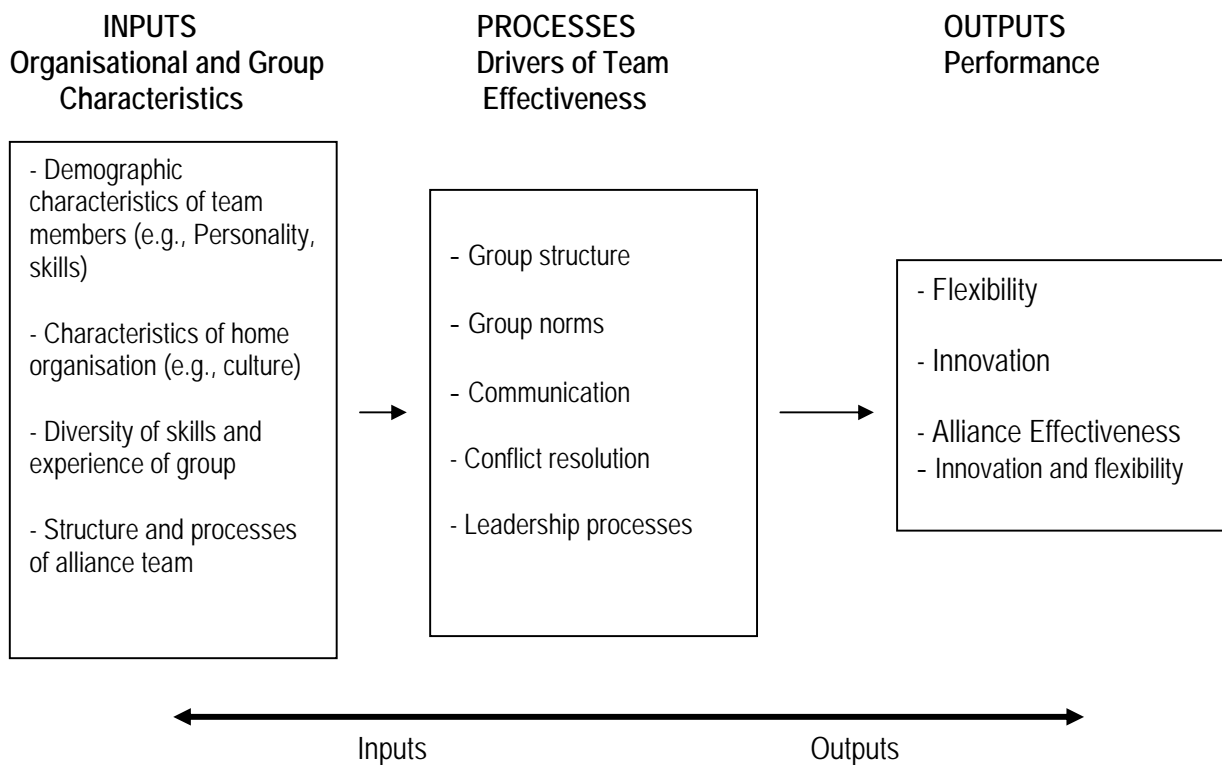 INPUTS
Organisational and Group
Characteristics
- Demographic
characteristics of team
members (e.g., Personality,
skills)
- Characteristics of home
organisation (e.g., culture)
- Diversity of skills and
experience of group
- Structure and processes
of alliance team
PROCESSES
Drivers of Team
Effectiveness
- Group structure
- Group norms
- Communication
- Conflict resolution
- Leadership processes
OUTPUTS
Performance
- Flexibility
- Innovation
- Alliance Effectiveness
- Innovation and flexibility
Inputs
Outputs